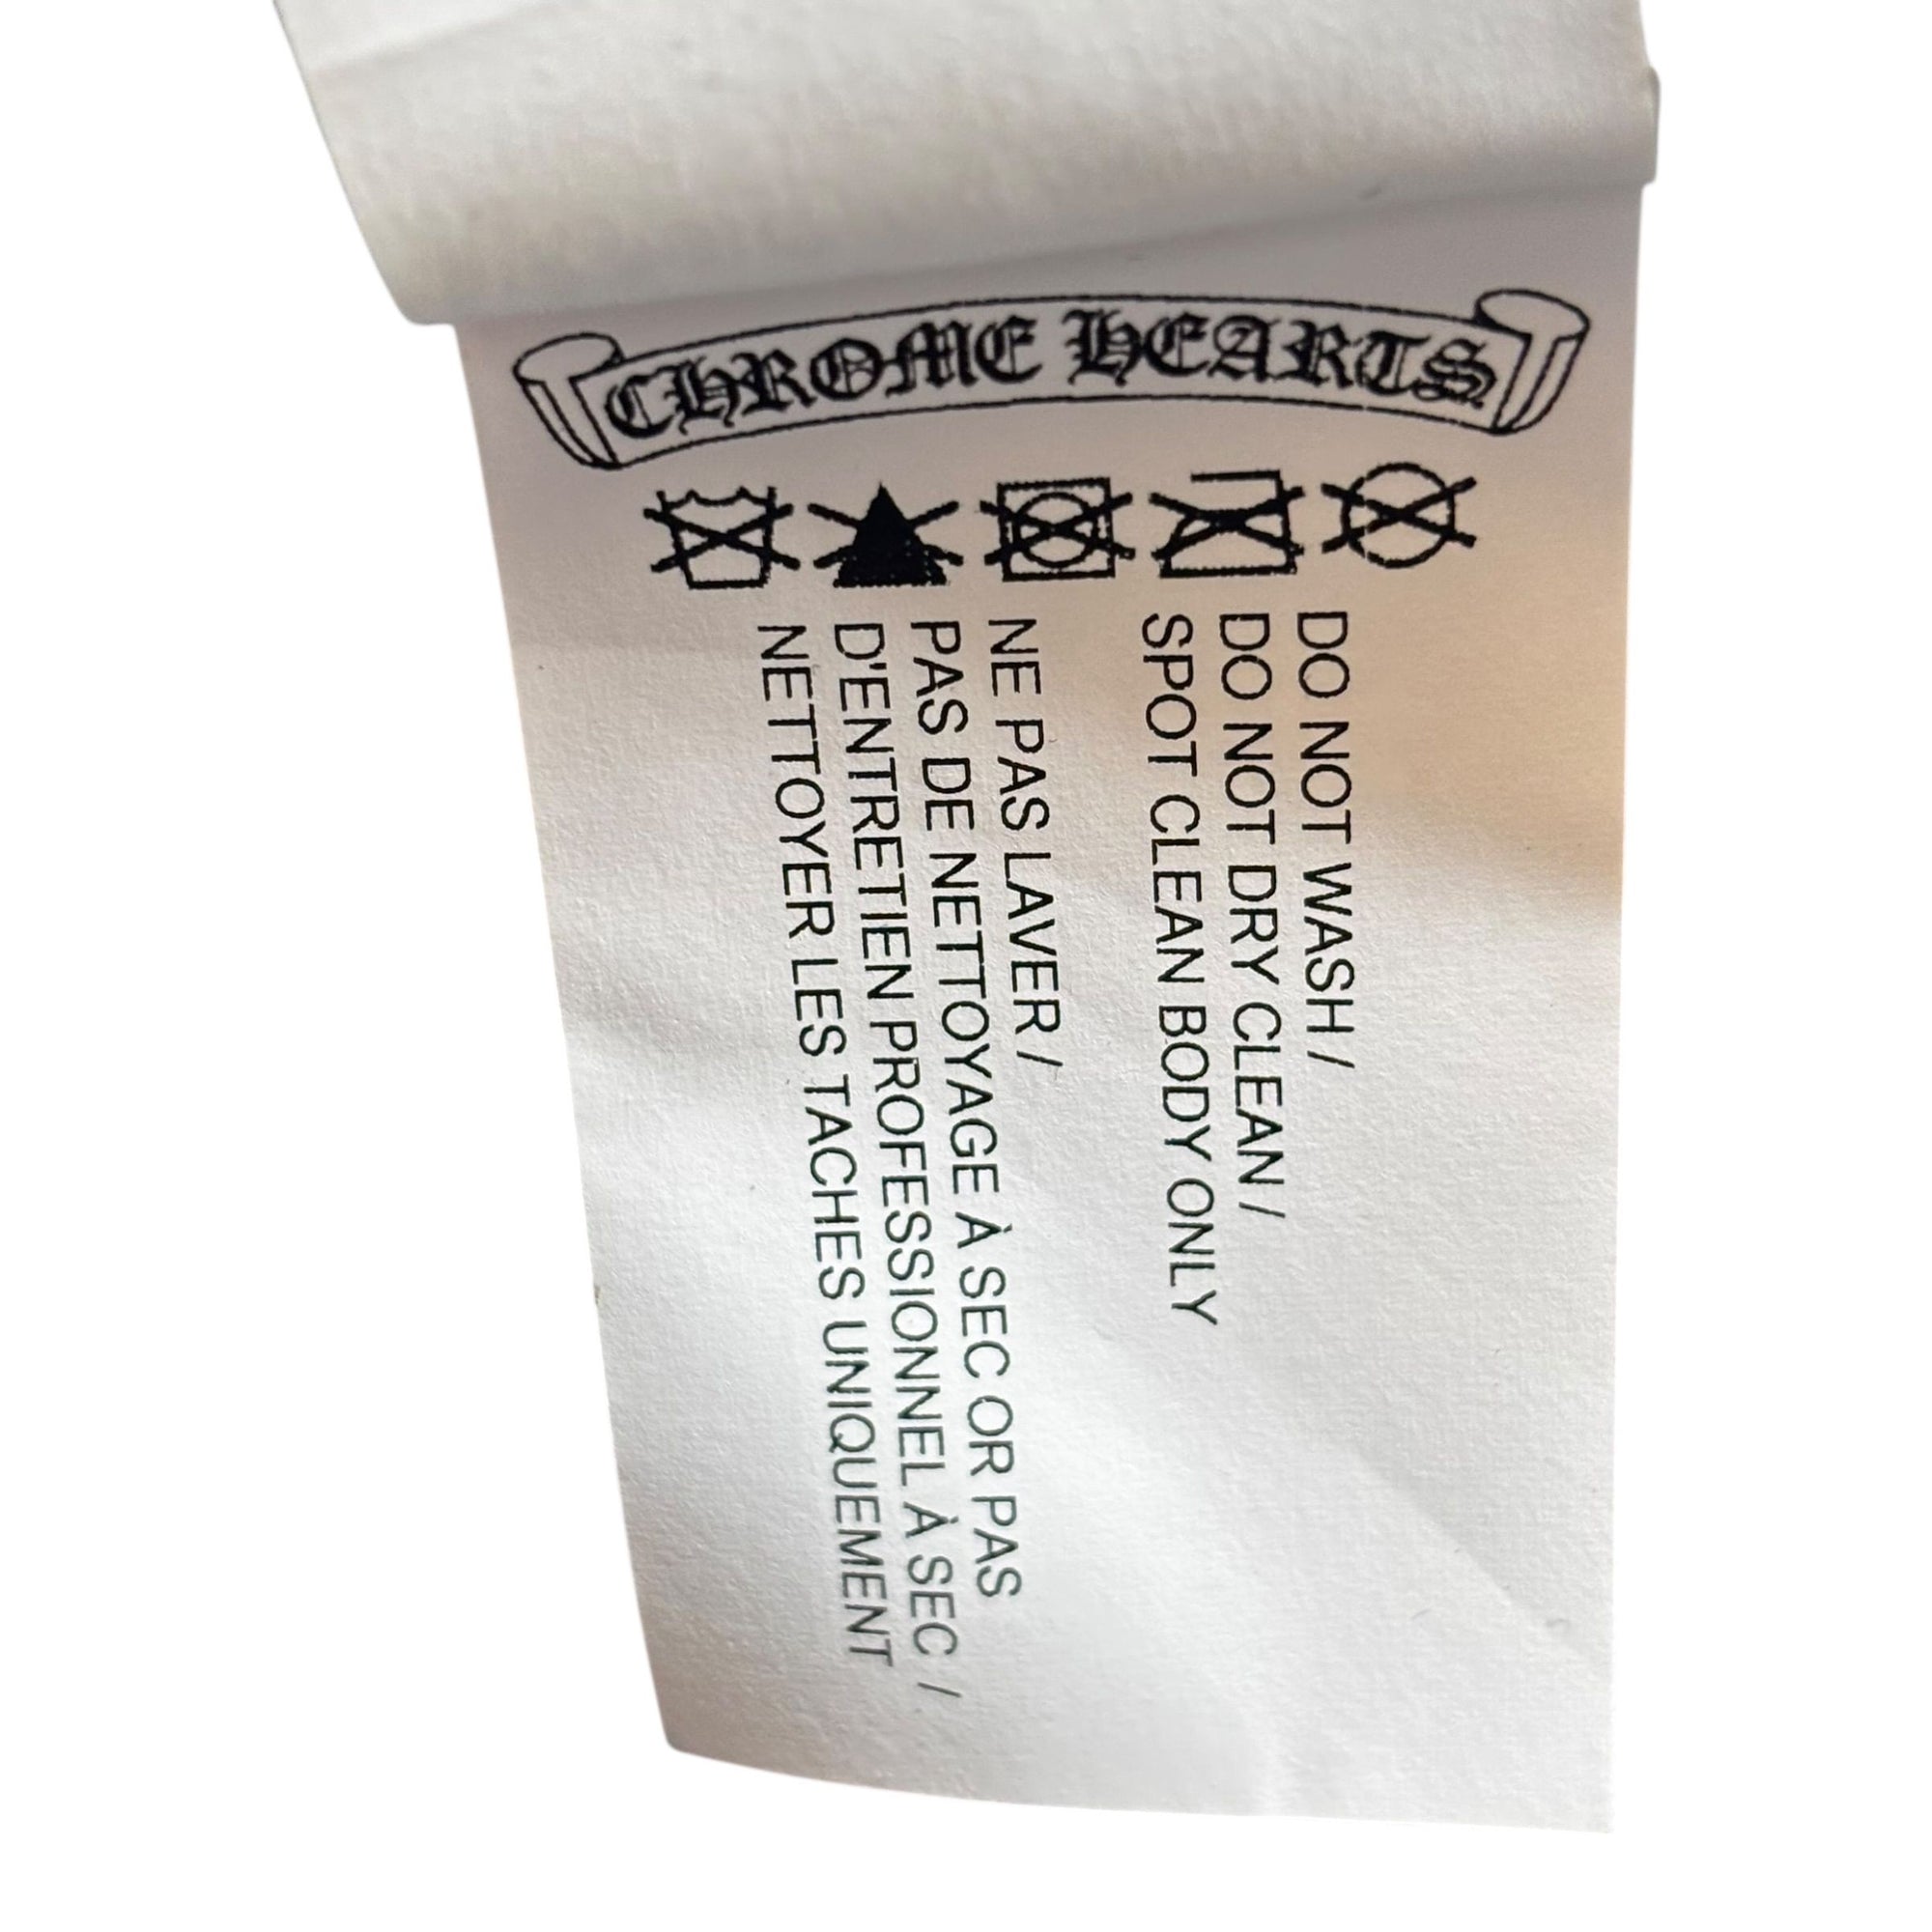 CHROME HEARTS
DO NOT WASH /
DO NOT DRY CLEAN /
SPOT CLEAN BODY ONLY
NE PAS LAVER /
PAS DE NETTOYAGE À SEC OR PAS
D'ENTRETIEN PROFESSIONNEL À SEC /
NETTOYER LES TACHES UNIQUEMENT